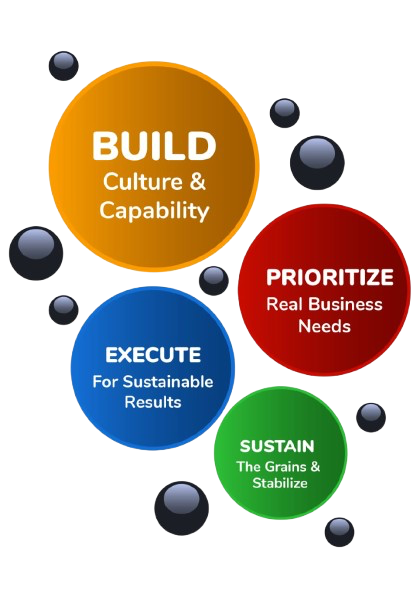 BUILD
Culture &
Capability
PRIORITIZE
Real Business
Needs
EXECUTE
For Sustainable
Results
SUSTAIN
The Grains &
Stabilize